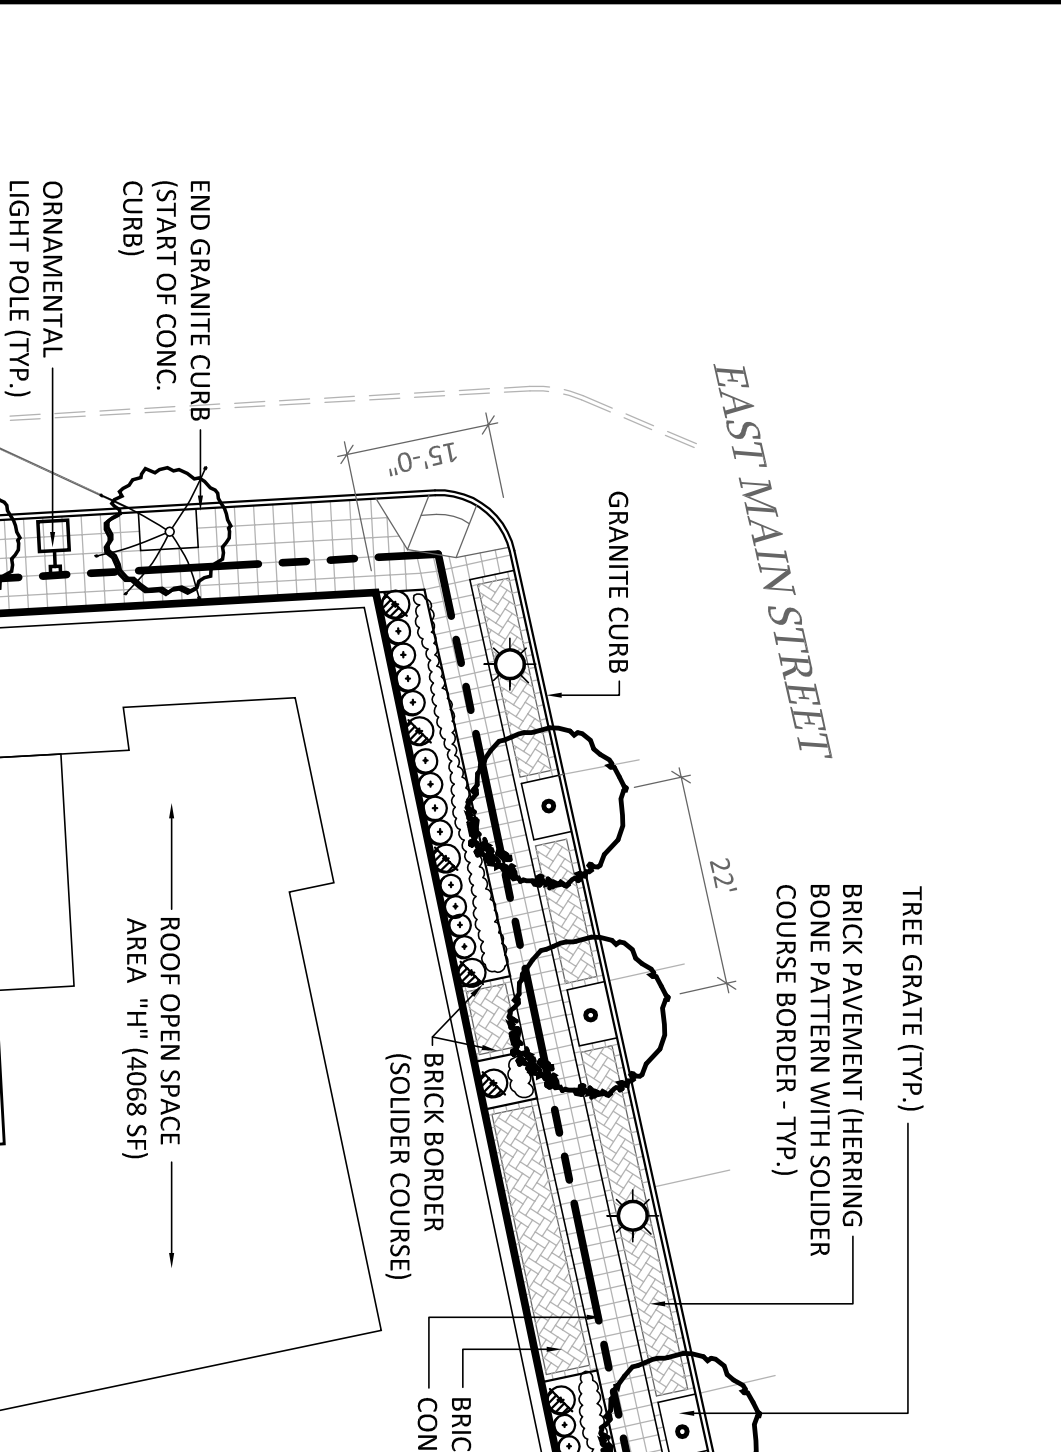 EAST MAIN STREET
TREE GRATE (TYP.)
BRICK PAVEMENT (HERRING
BONE PATTERN WITH SOLIDER
COURSE BORDER - TYP.)
22'
GRANITE CURB
15'-0"
END GRANITE CURB
(START OF CONC.
CURB)
ORNAMENTAL
LIGHT POLE (TYP.)
BRICK BORDER
(SOLIDER COURSE)
ROOF OPEN SPACE
AREA "H" (4068 SF)
BRIC
CON